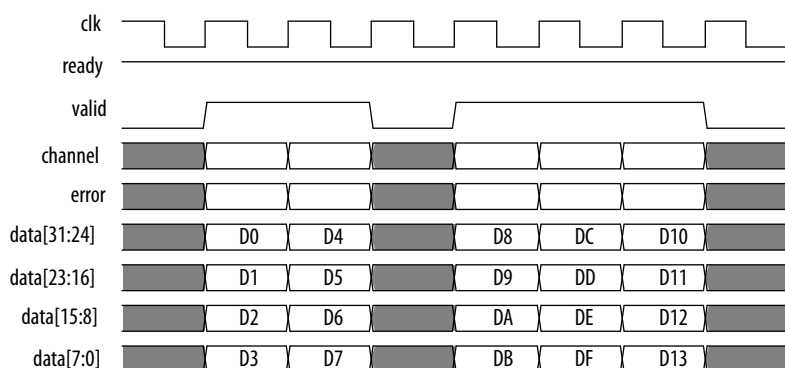 clk
ready
valid
channel
error
data[31:24] D0 D4 D8 DC D10
data[23:16] D1 D5 D9 DD D11
data[15:8] D2 D6 DA DE D12
data[7:0] D3 D7 DB DF D13